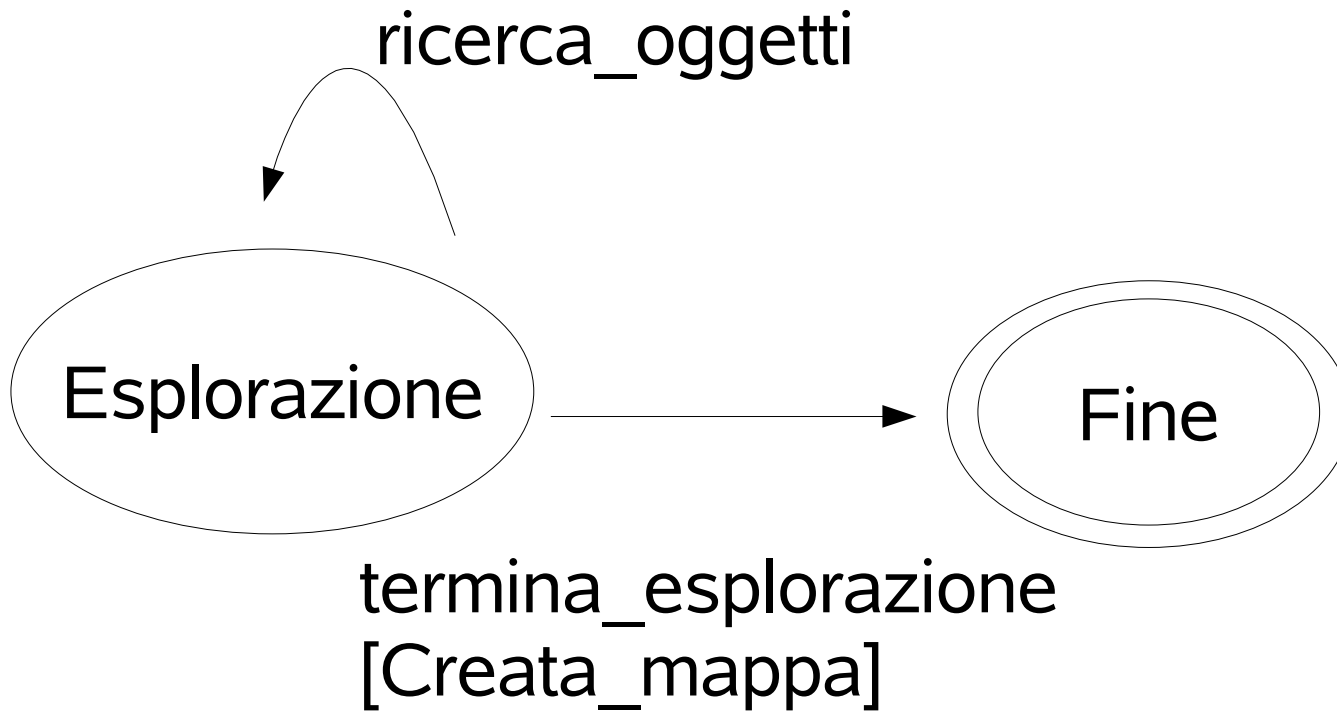 ricerca_oggetti
Esplorazione
Fine
termina_esplorazione
[Creata_mappa]